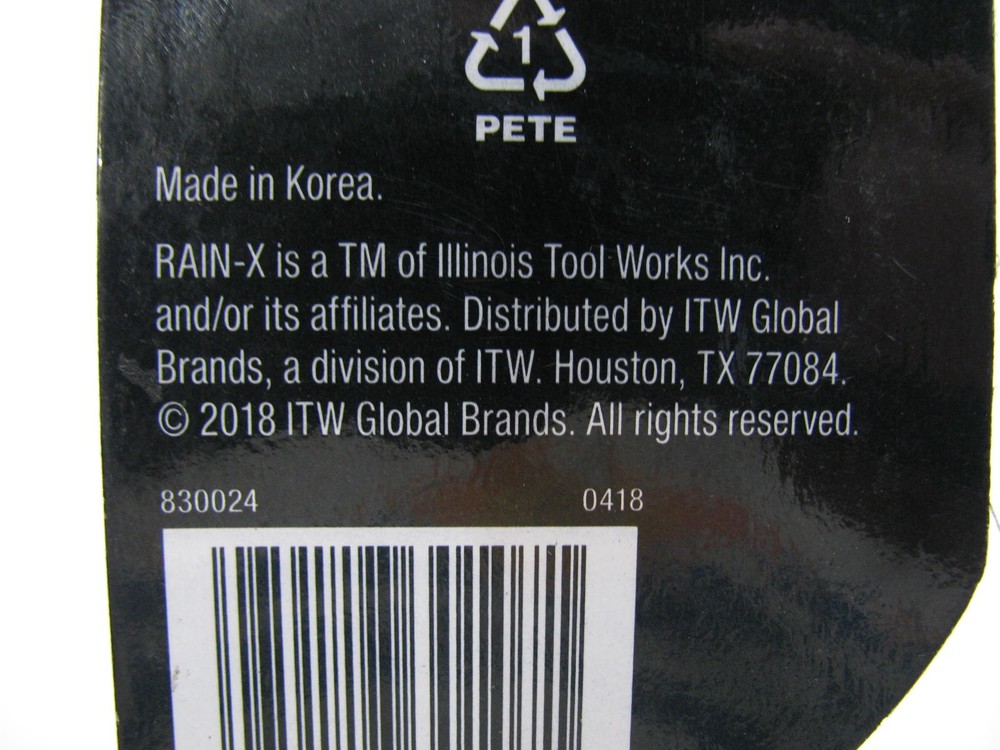 1
PETE
Made in Korea.
RAIN-X is a TM of Illinois Tool Works Inc.
and/or its affiliates. Distributed by ITW Global
Brands, a division of ITW. Houston, TX 77084.
© 2018 ITW Global Brands. All rights reserved.
830024 0418